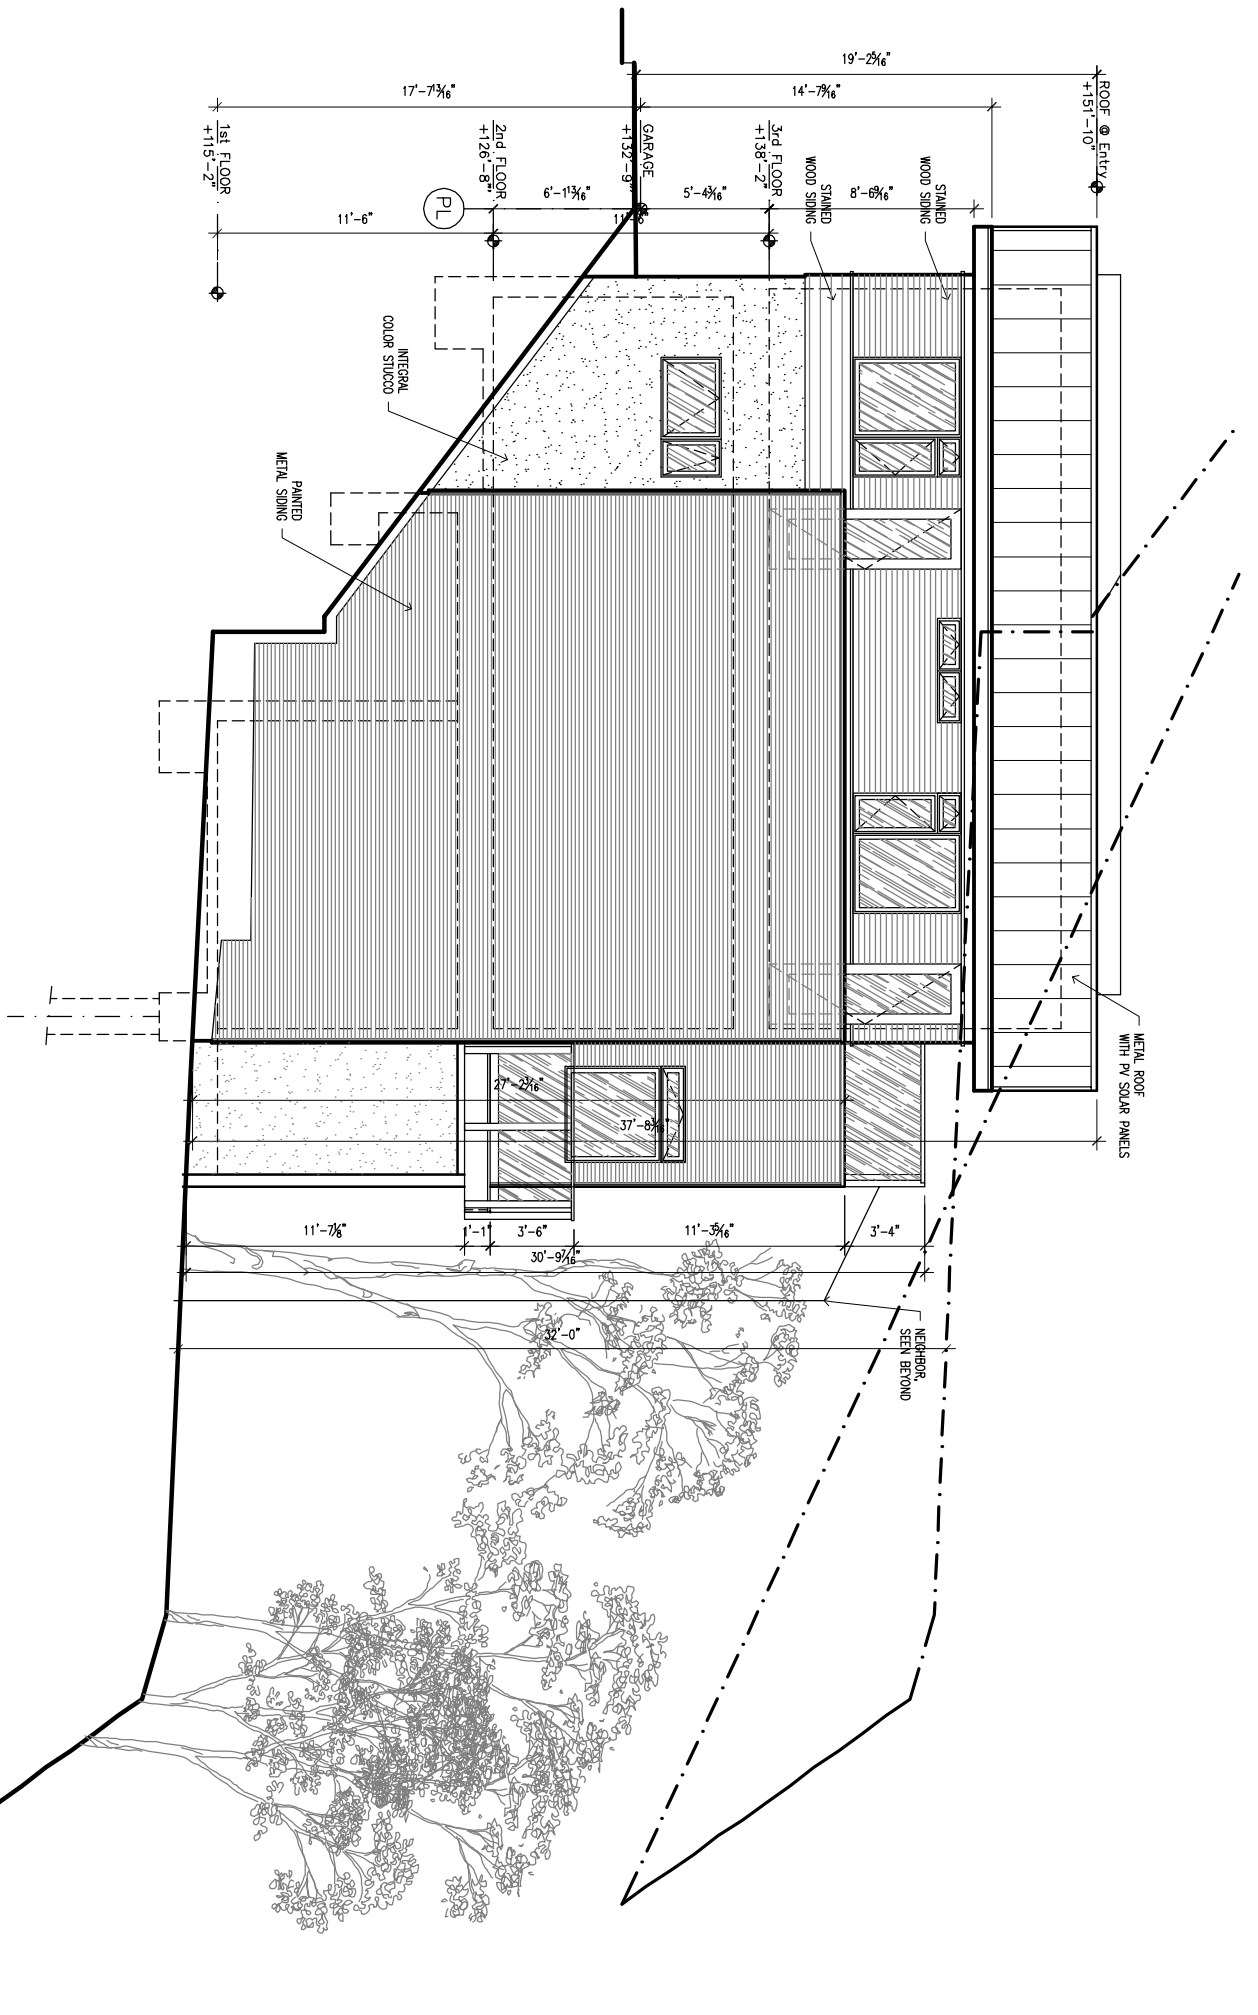 19'-2 5/16"
17'-7 13/16"
14'-7 9/16"
ROOF @ Entry
+151'-10"
3rd FLOOR
+138'-2"
GARAGE
+132'-9"
2nd FLOOR
+126'-8"
1st FLOOR
+115'-2"
6'-1 13/16"
5'-4 3/16"
8'-6 9/16"
11'-6"
PL
STAINED
WOOD SIDING
STAINED
WOOD SIDING
INTEGRAL
COLOR STUCCO
PAINTED
METAL SIDING
METAL ROOF
WITH PV SOLAR PANELS
27'-2 3/16"
37'-8 3/16"
11'-7 1/8"
1'-1"
3'-6"
11'-3 5/16"
3'-4"
30'-9 7/16"
32'-0"
NEIGHBOR,
SEEN BEYOND